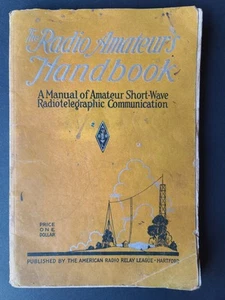 The Radio Amateur's
Handbook
A Manual of Amateur Short-Wave
Radiotelegraphic Communication
PRICE
ONE
DOLLAR
PUBLISHED BY THE AMERICAN RADIO RELAY LEAGUE - HARTFORD